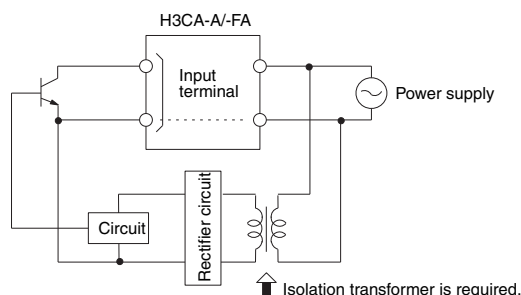 H3CA-A/-FA
Input
terminal
Power supply
Circuit
Rectifier circuit
Isolation transformer is required.